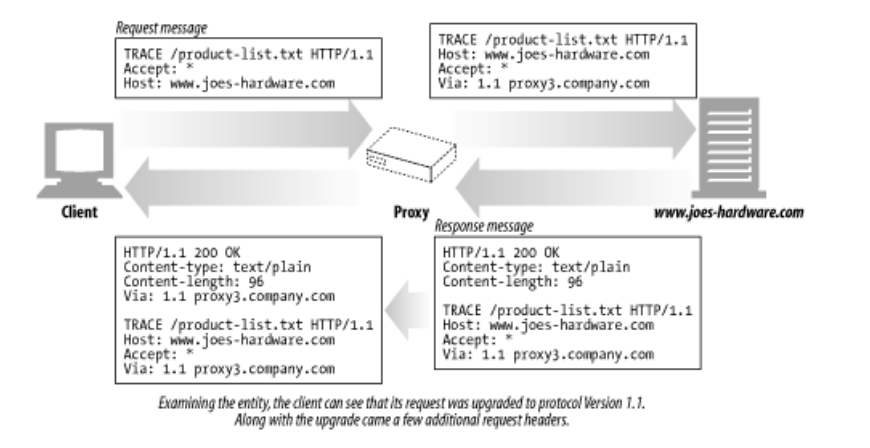 Request message
TRACE /product-list.txt HTTP/1.1
Accept: *
Host: www.joes-hardware.com
TRACE /product-list.txt HTTP/1.1
Host: www.joes-hardware.com
Accept: *
Via: 1.1 proxy3.company.com
Client
Proxy
www.joes-hardware.com
Response message
HTTP/1.1 200 OK
Content-type: text/plain
Content-length: 96
Via: 1.1 proxy3.company.com
TRACE /product-list.txt HTTP/1.1
Host: www.joes-hardware.com
Accept: *
Via: 1.1 proxy3.company.com
HTTP/1.1 200 OK
Content-type: text/plain
Content-length: 96
TRACE /product-list.txt HTTP/1.1
Host: www.joes-hardware.com
Accept: *
Via: 1.1 proxy3.company.com
Examining the entity, the client can see that its request was upgraded to protocol Version 1.1.
Along with the upgrade came a few additional request headers.